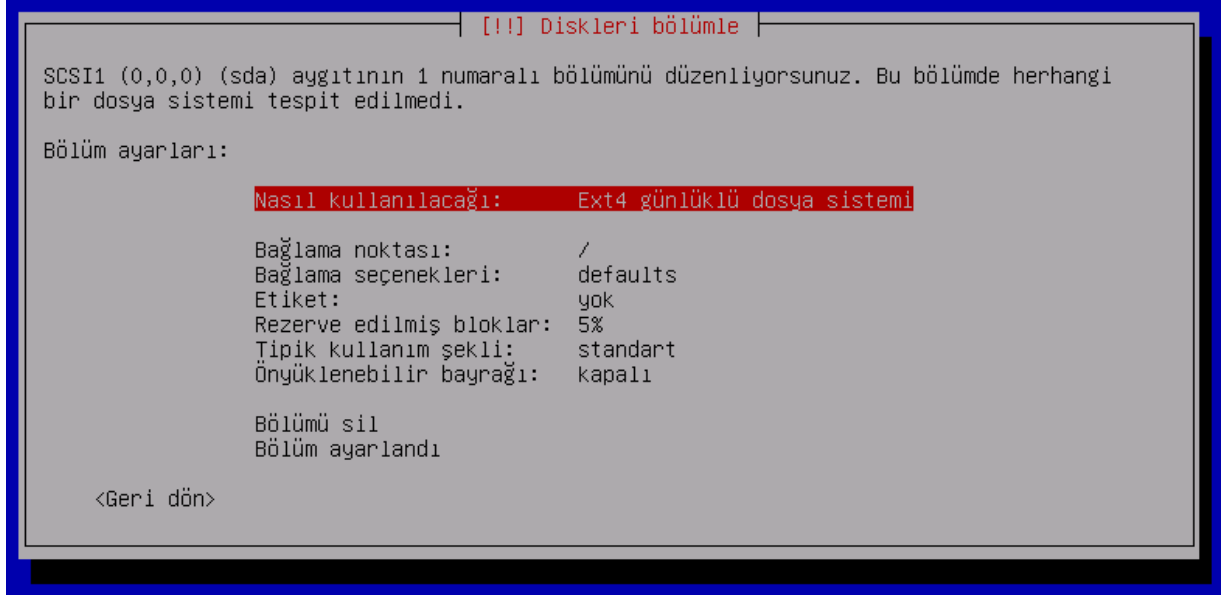 [!!] Diskleri bölümle
SCSI1 (0,0,0) (sda) aygıtının 1 numaralı bölümünü düzenliyorsunuz. Bu bölümde herhangi
bir dosya sistemi tespit edilmedi.
Bölüm ayarları:
Nasıl kullanılacağı: Ext4 günlüklü dosya sistemi
Bağlama noktası: /
Bağlama seçenekleri: defaults
Etiket: yok
Rezerve edilmiş bloklar: 5%
Tipik kullanım şekli: standart
Önyüklenebilir bayrağı: kapalı
Bölümü sil
Bölüm ayarlandı
<Geri dön>